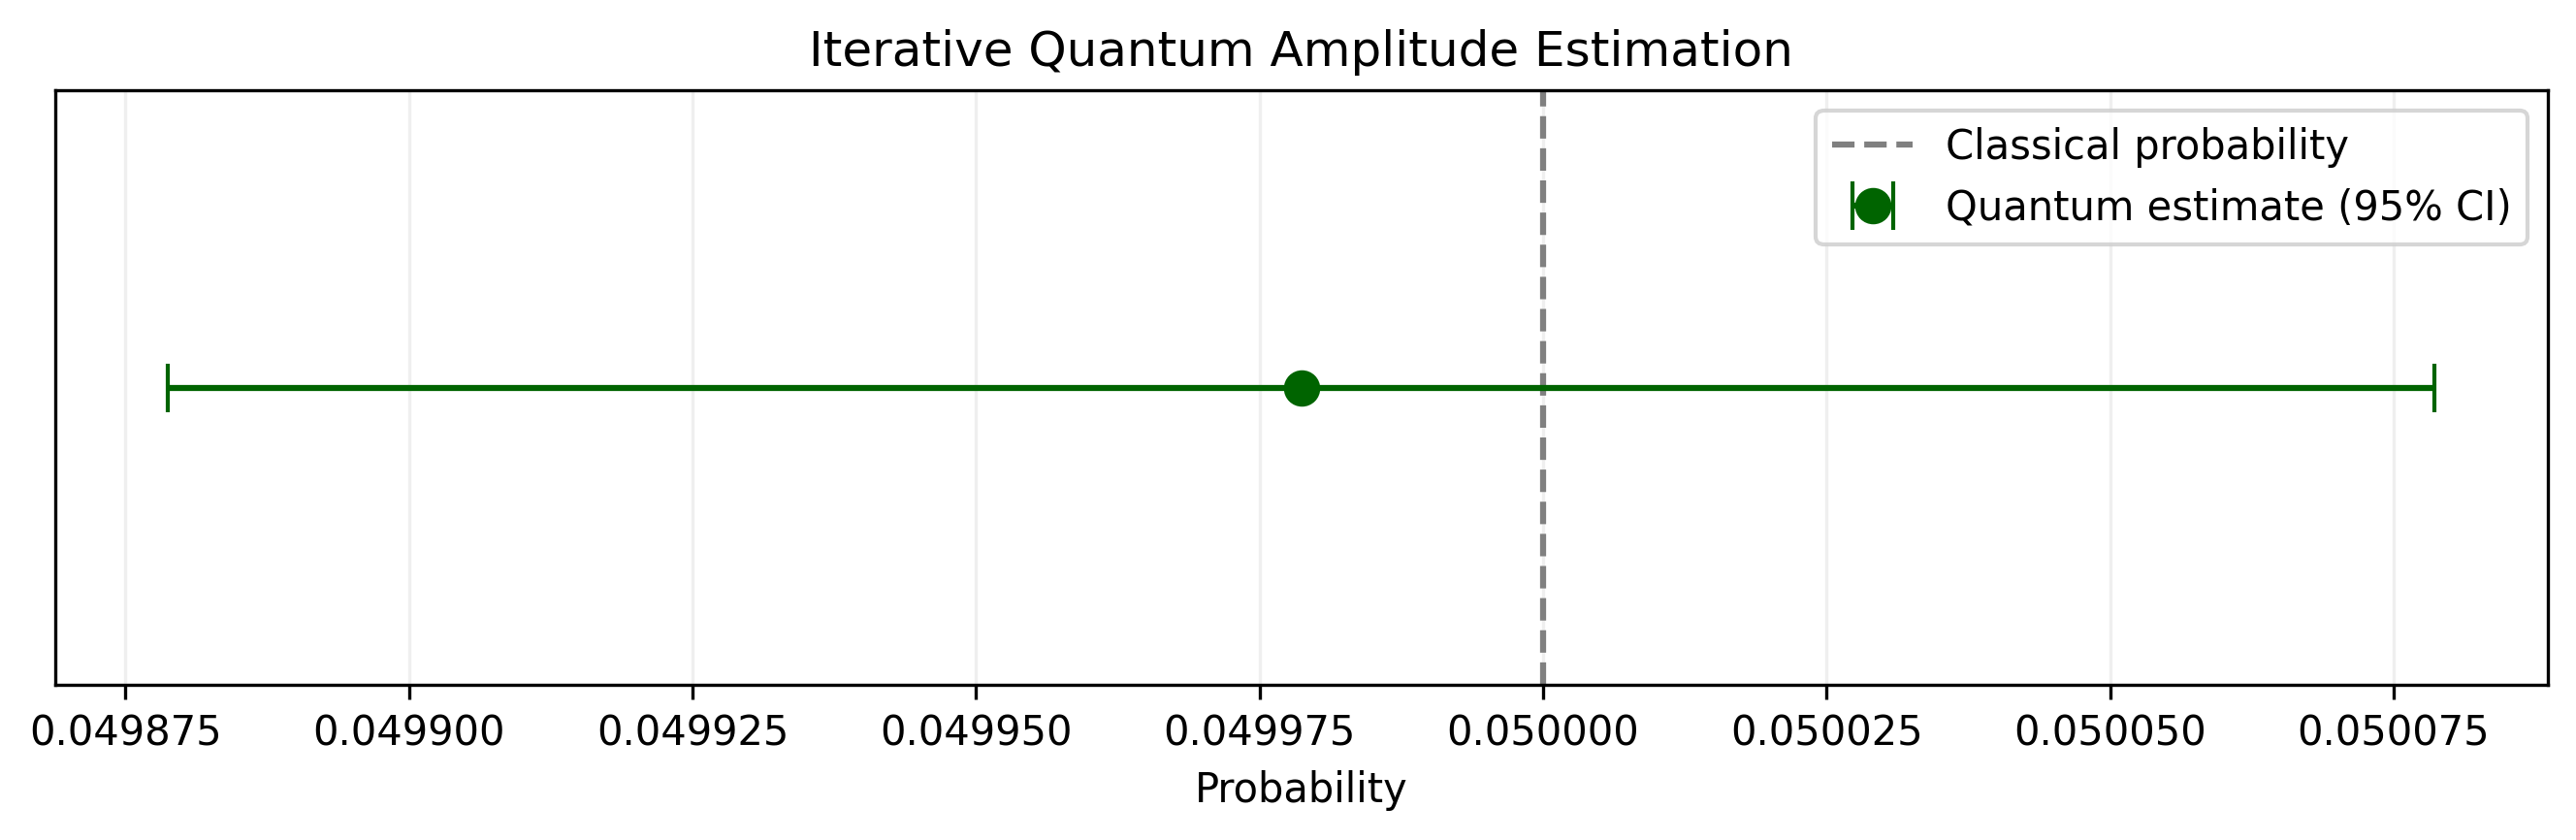 Iterative Quantum Amplitude Estimation
Classical probability
Quantum estimate (95% CI)
0.049875 0.049900 0.049925 0.049950 0.049975 0.050000 0.050025 0.050050 0.050075
Probability